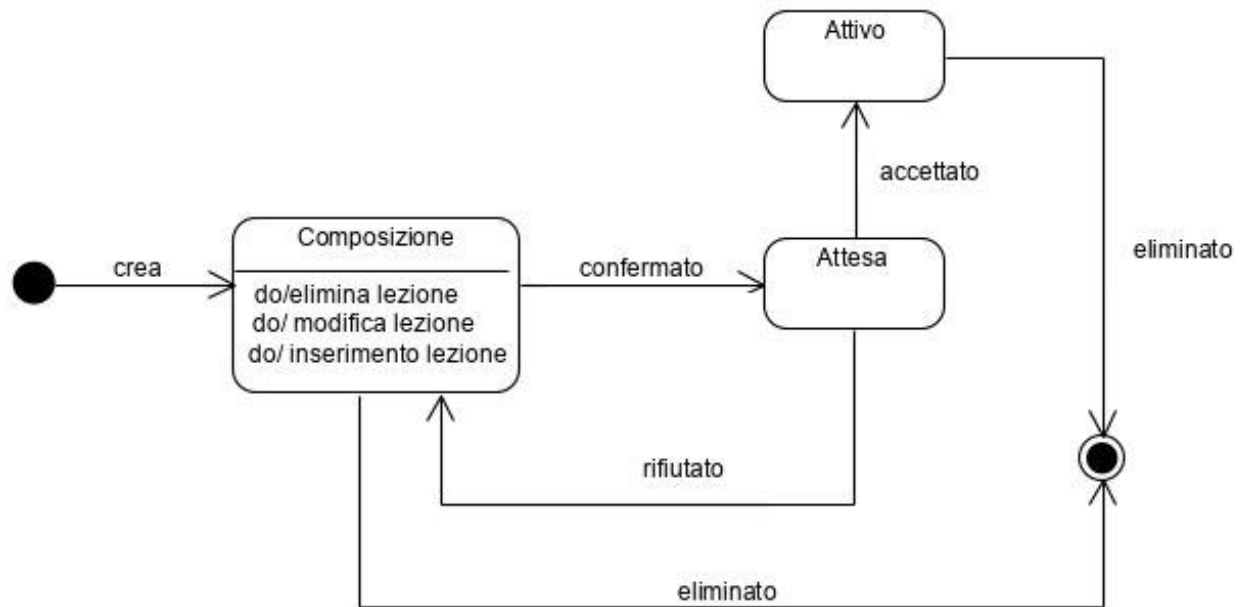 Attivo
accettato
Composizione
Attesa
eliminato
crea
confermato
do/elimina lezione
do/ modifica lezione
do/ inserimento lezione
rifiutato
eliminato